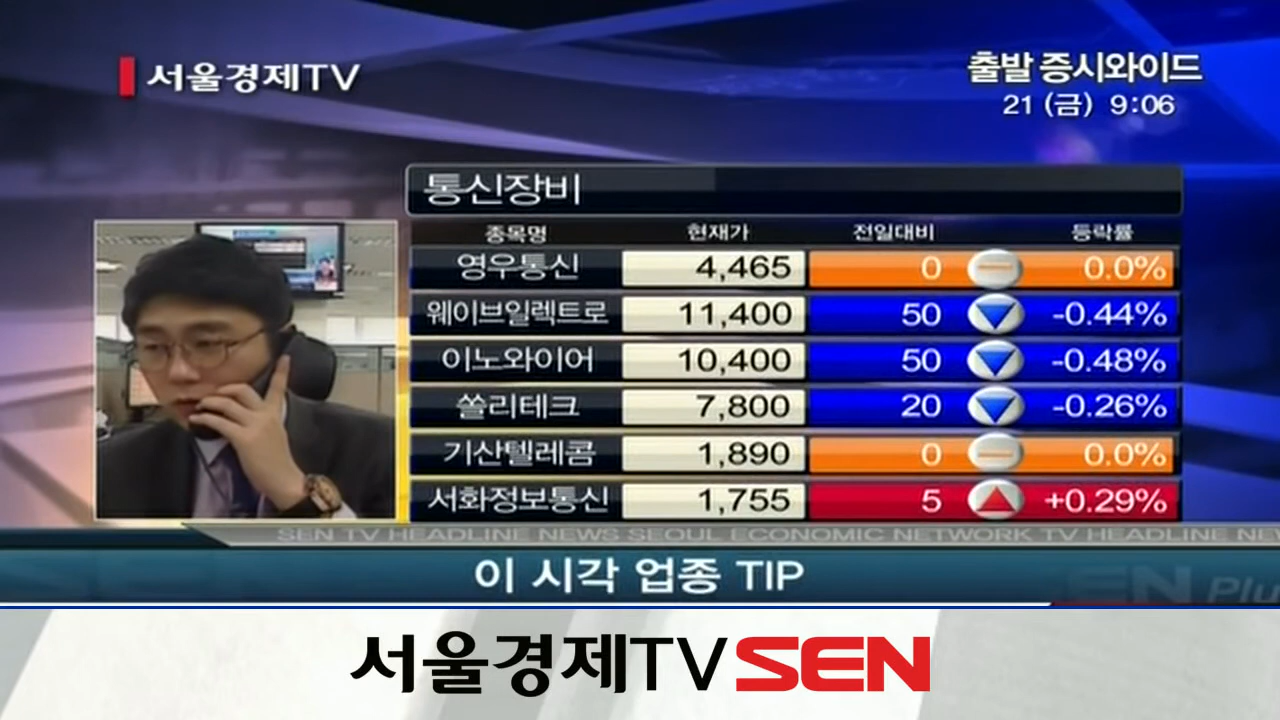 서울경제TV
출발 증시와이드
21 (금) 9:06
통신장비
종목명 현재가 전일대비 등락률
영우통신 4,465 0 0.0%
웨이브일렉트로 11,400 50 ▼ -0.44%
이노와이어 10,400 50 ▼ -0.48%
쏠리테크 7,800 20 ▼ -0.26%
기산텔레콤 1,890 0 0.0%
서화정보통신 1,755 5 ▲ +0.29%
SEN TV HEADLINE NEWS SEOUL ECONOMIC NETWORK TV HEADLINE NE
이 시각 업종 TIP
EN Plu
서울경제TV SEN